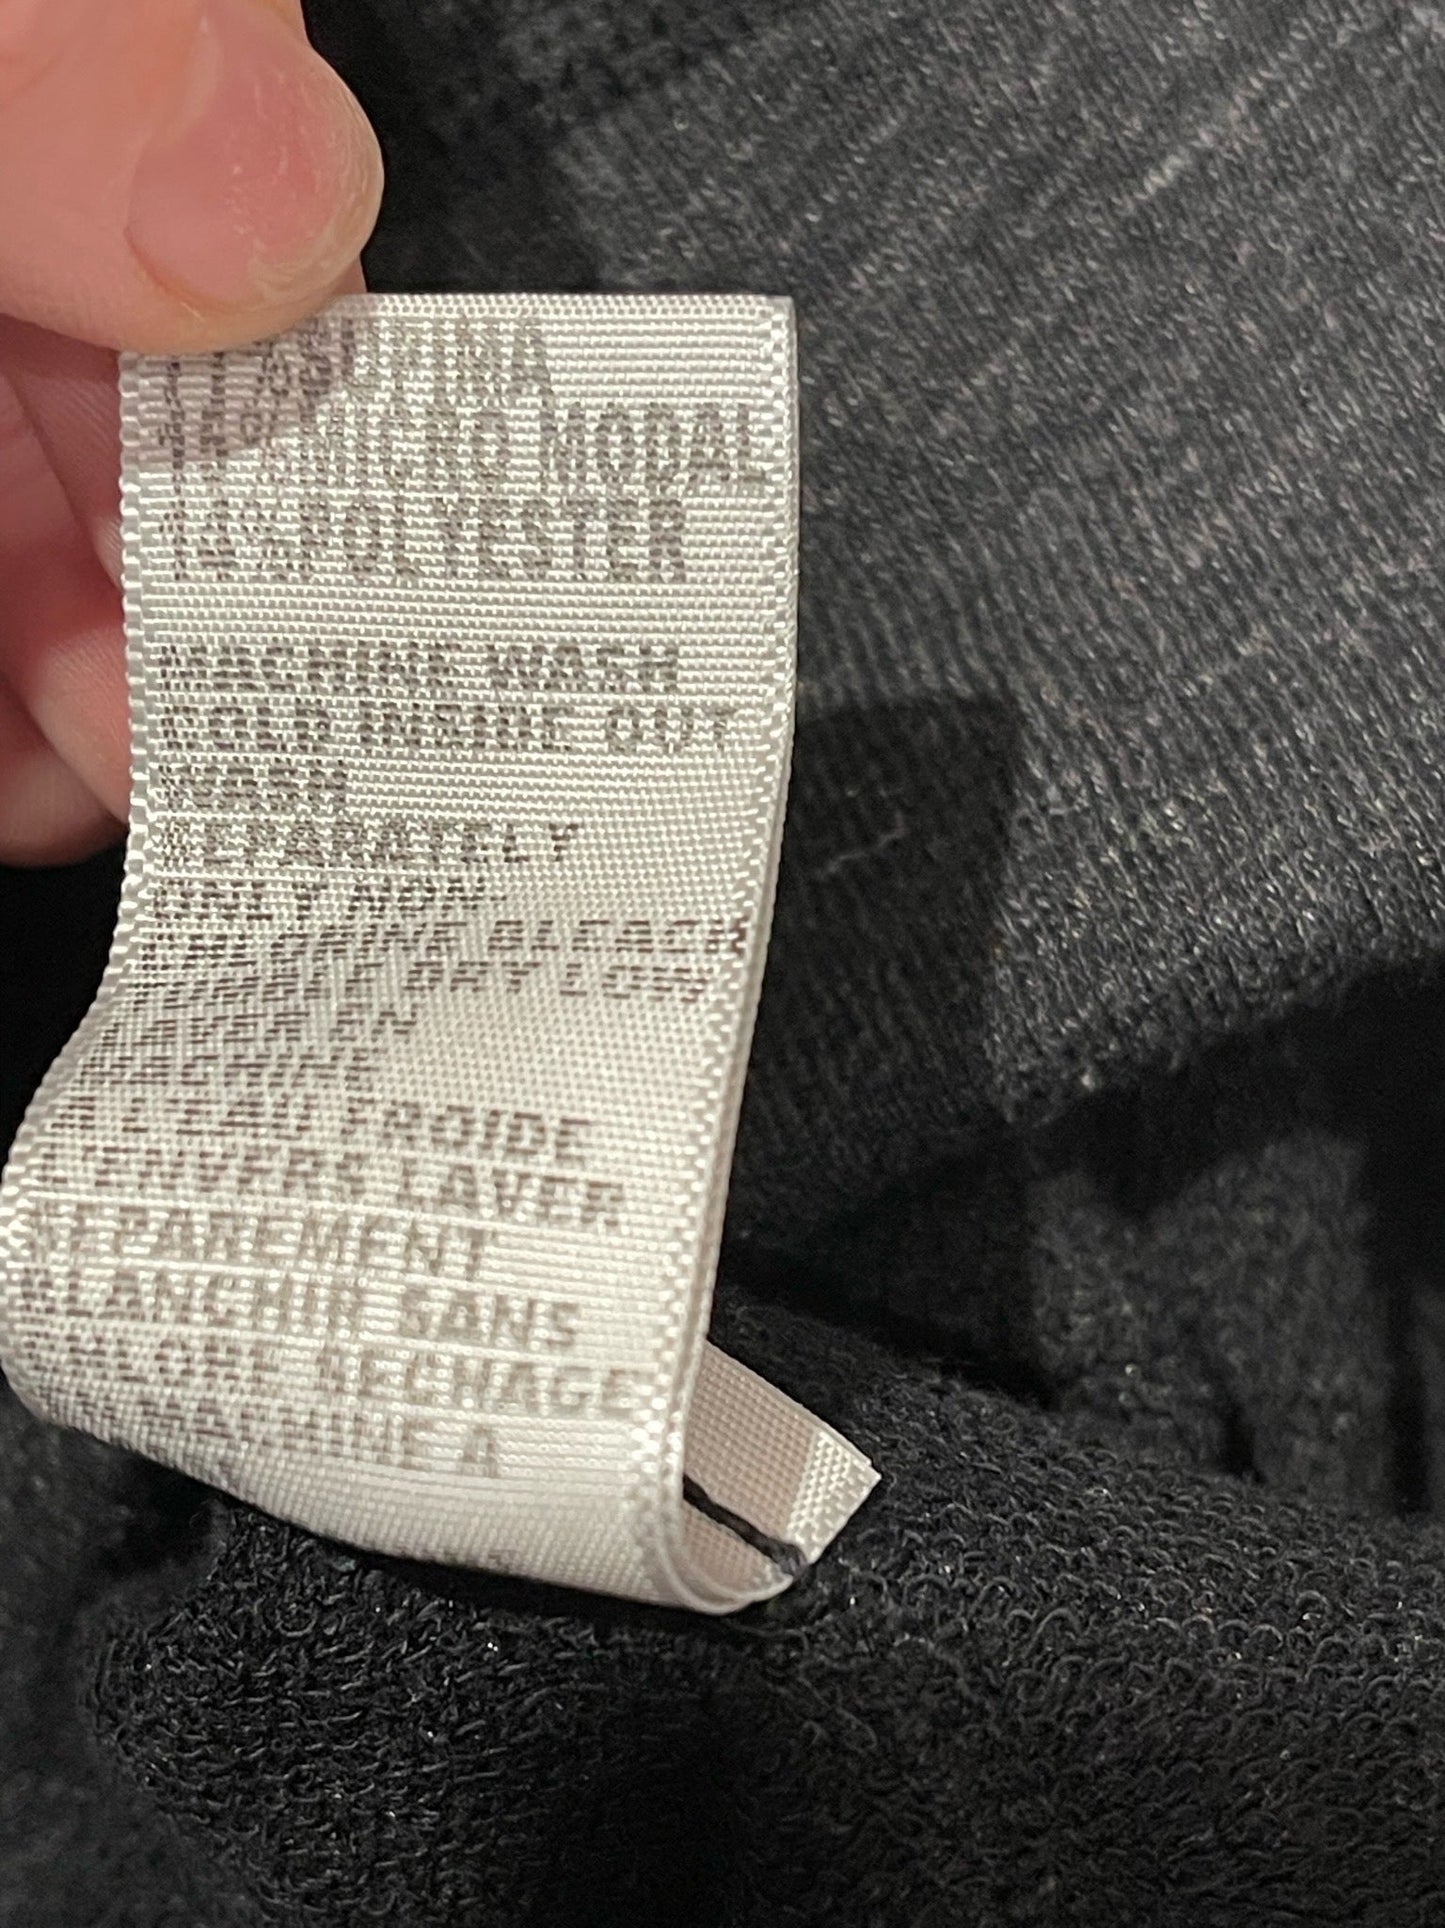 PIMA
MICRO MODAL
POLYESTER
MACHINE WASH
COLD INSIDE OUT
WASH
SEPARATELY
ONLY NON
CHLORINE BLEACH
TUMBLE DRY LOW
LAVER EN
MACHINE
A L'EAU FROIDE
L'ENVERS LAVER
SEPAREMENT
BLANCHIR SANS
CHLORE SECHAGE
MACHINE A